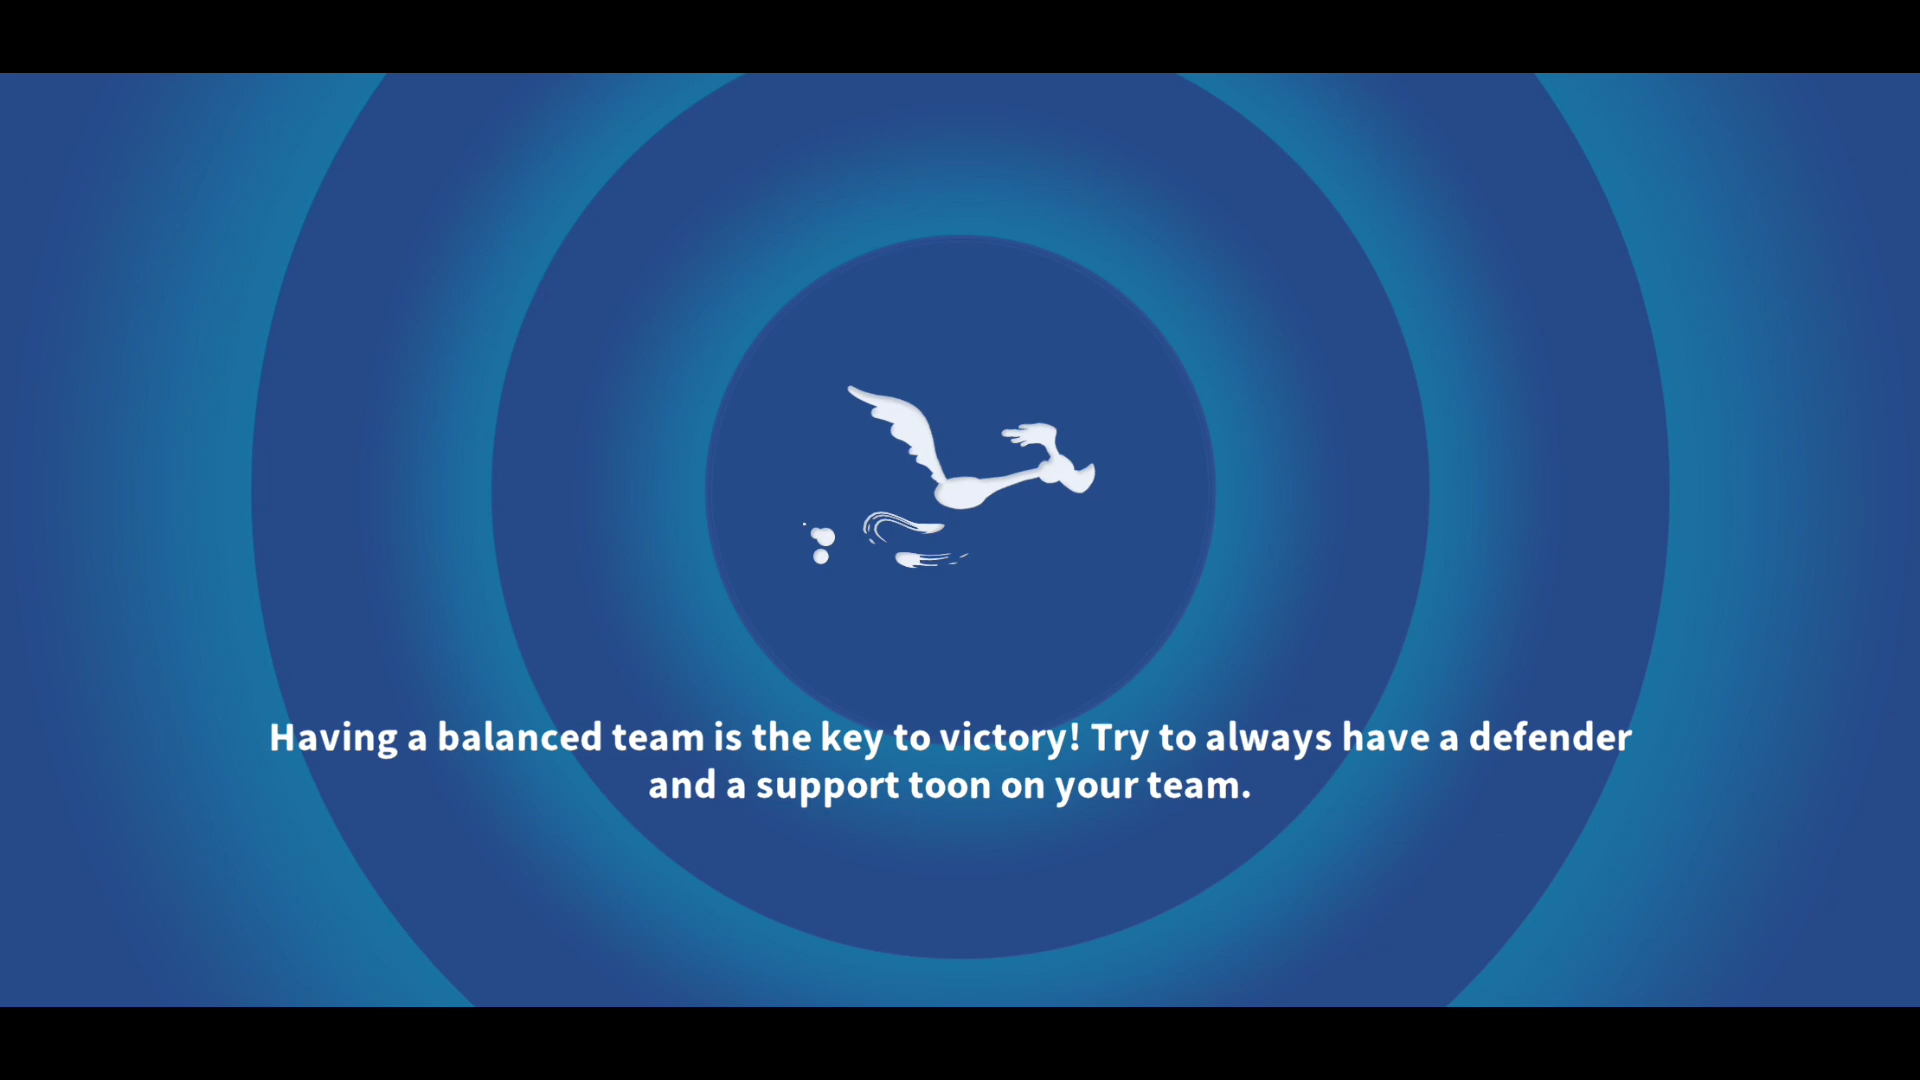 Having a balanced team is the key to victory! Try to always have a defender
and a support toon on your team.